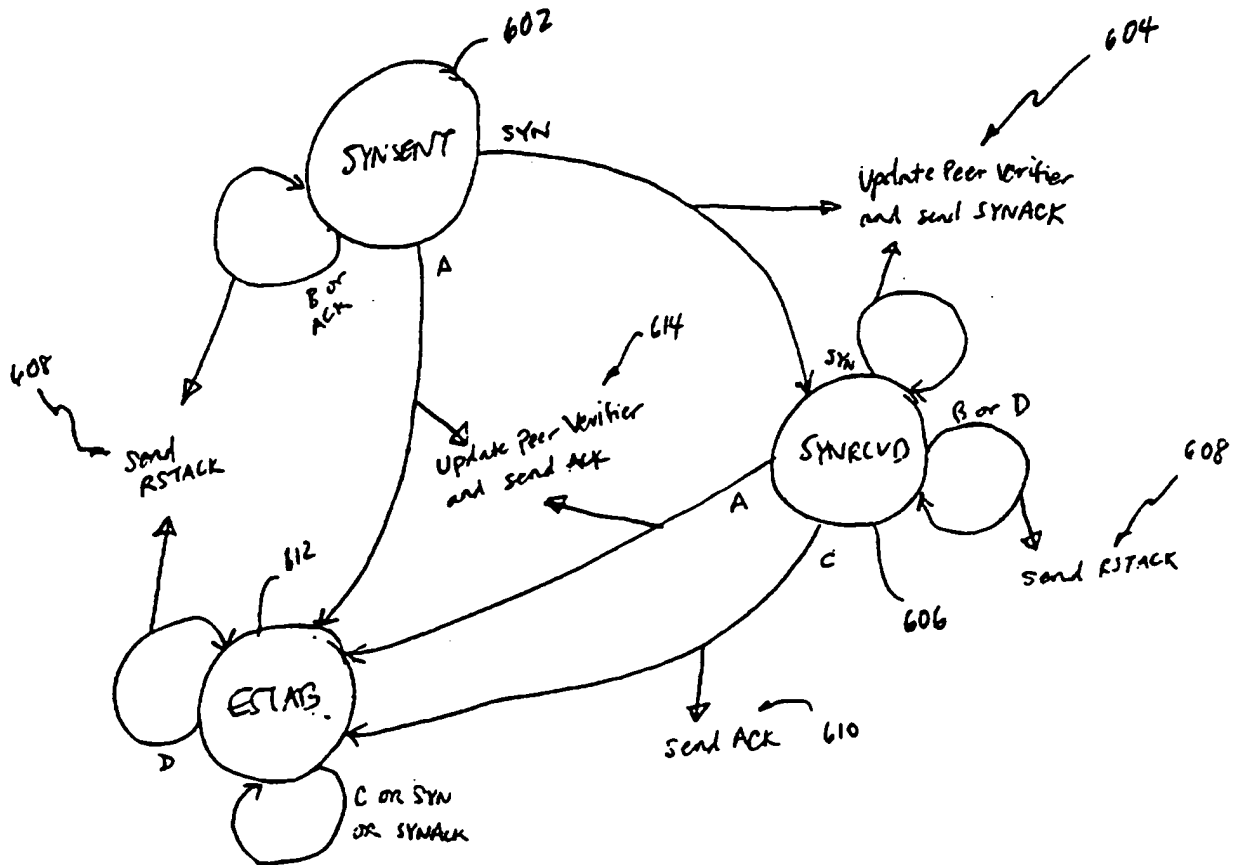 602
604
SYNSENT
SYN
Update Peer Verifier
and send SYNACK
B or
ACK
A
614
608
SYN
B or D
Send
RSTACK
Update Peer Verifier
and send ACK
SYNRCVD
608
A
C
send RSTACK
612
606
ESTAB
send ACK
610
D
C OR SYN
OR SYNACK